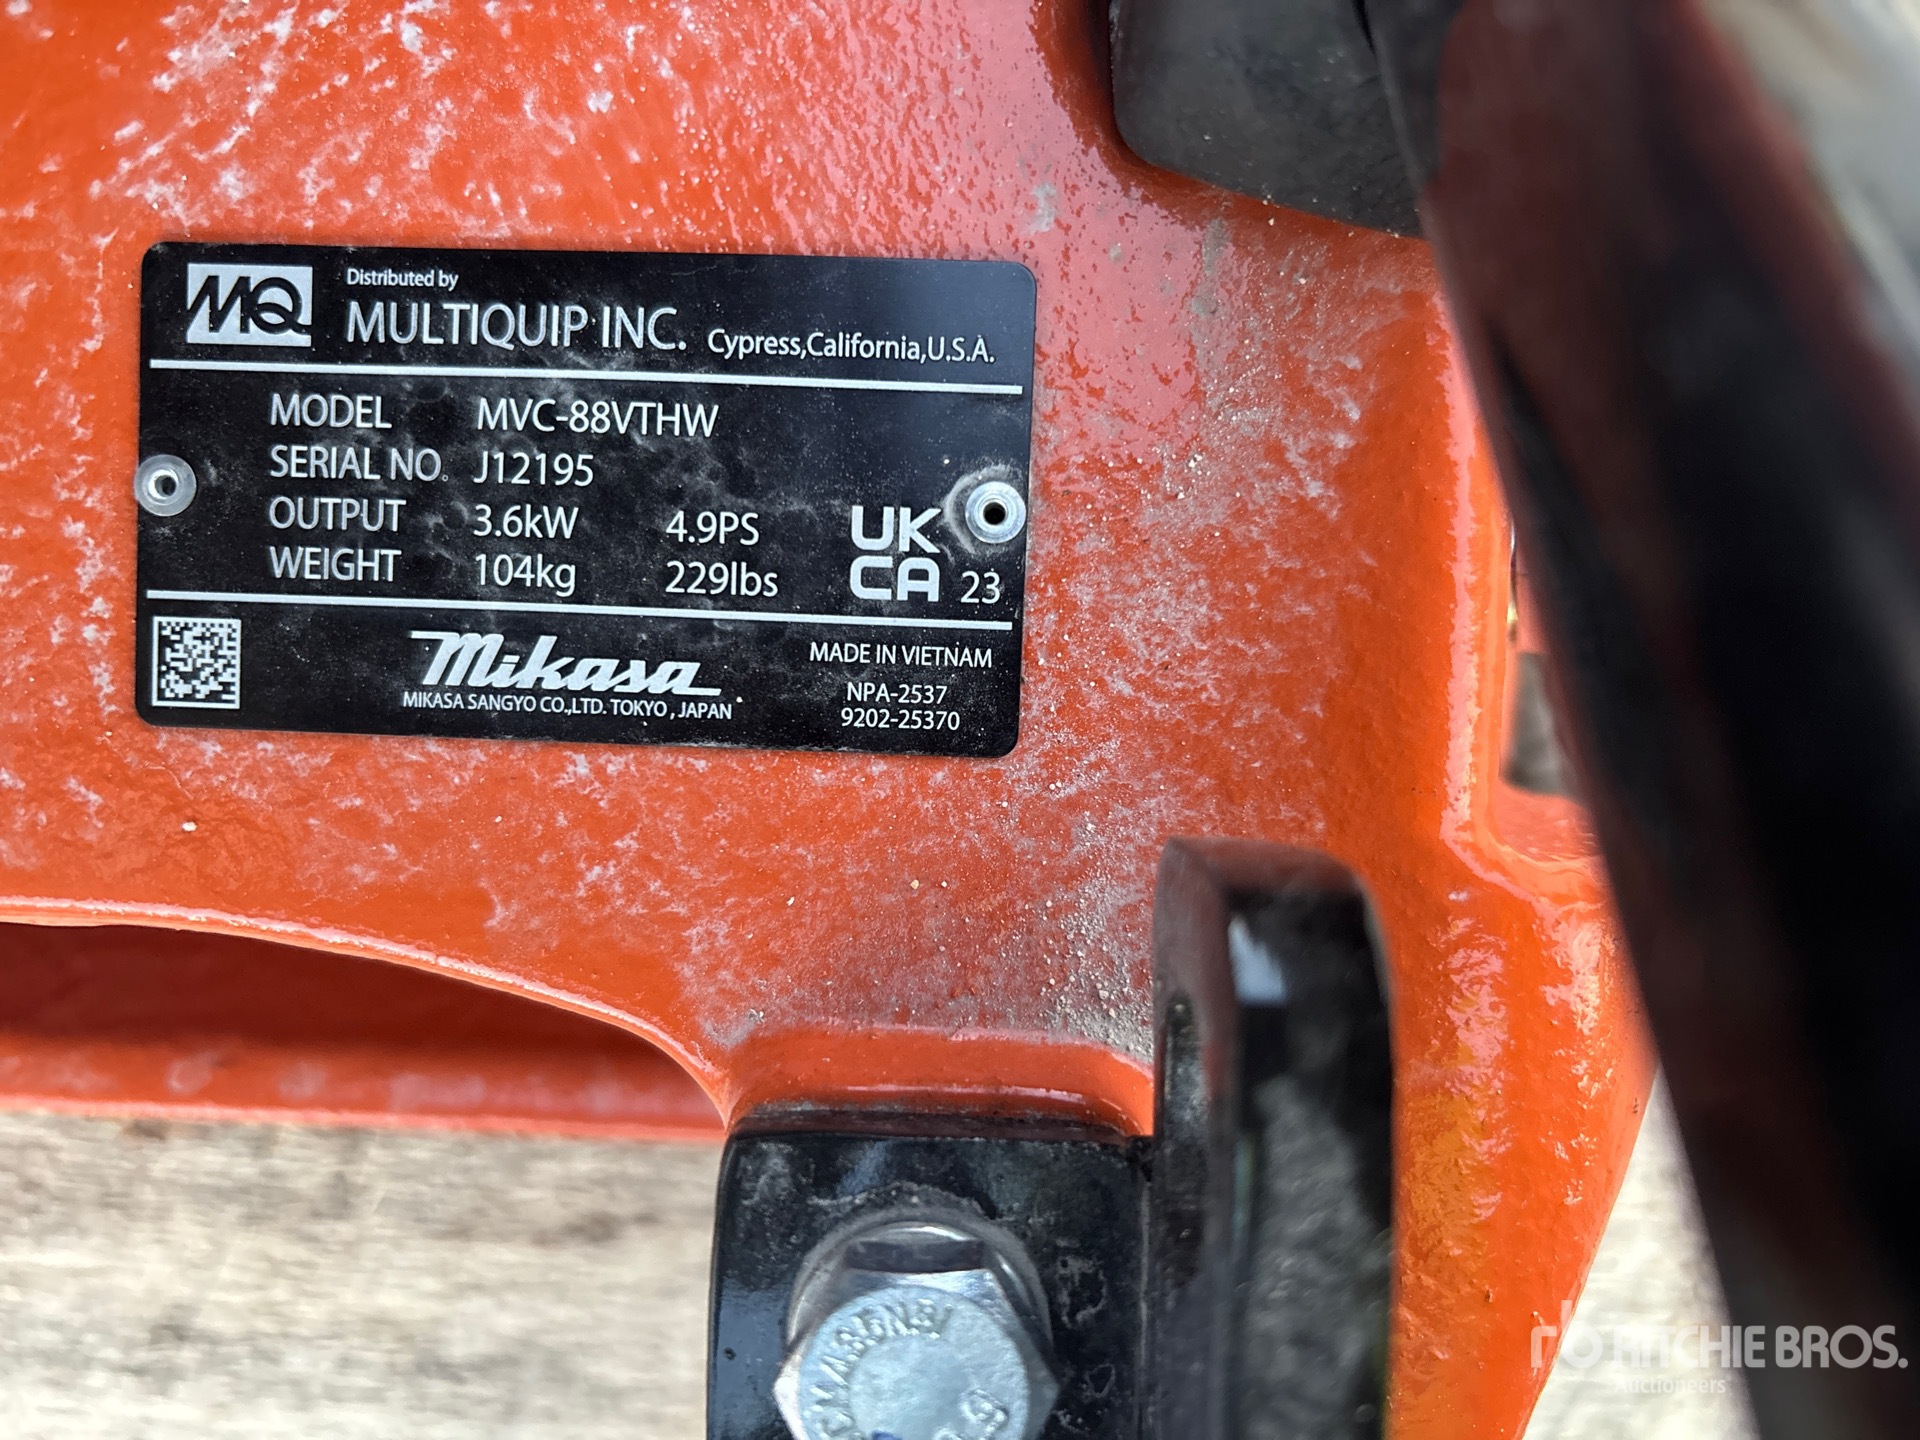 MQ
Distributed by
MULTIQUIP INC. Cypress,California,U.S.A.
MODEL MVC-88VTHW
SERIAL NO. J12195
OUTPUT 3.6kW 4.9PS
WEIGHT 104kg 229lbs
UK
CA 23
Mikasa
MIKASA SANGYO CO.,LTD. TOKYO, JAPAN
MADE IN VIETNAM
NPA-2537
9202-25370
rb RITCHIE BROS.
Auctioneers